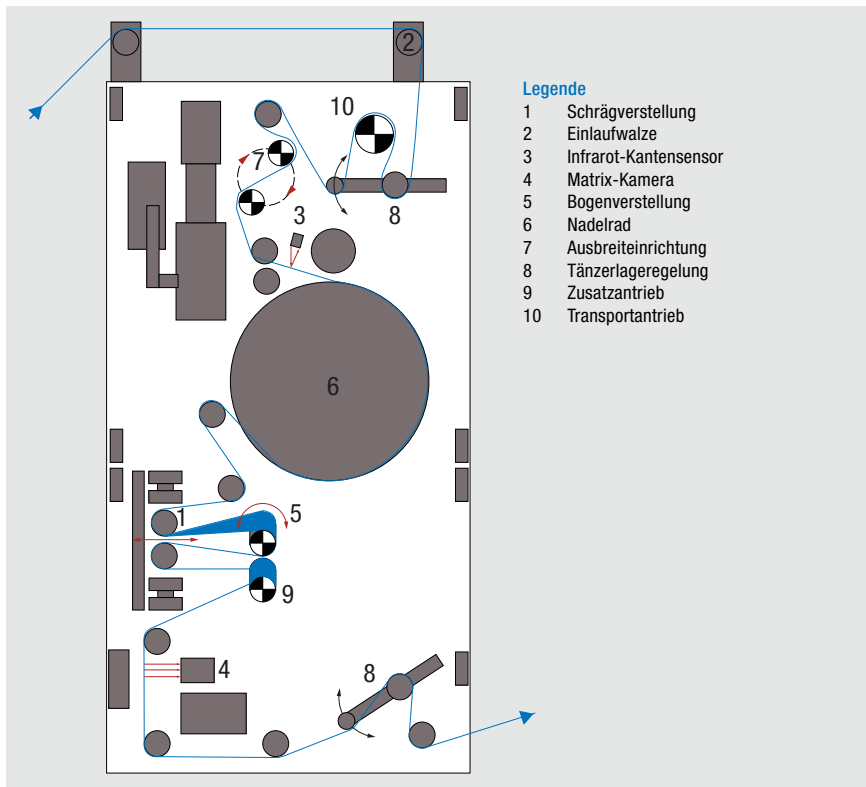 2
10
7
3
8
6
1
5
9
4
8
Legende
1 Schrägverstellung
2 Einlaufwalze
3 Infrarot-Kantensensor
4 Matrix-Kamera
5 Bogenverstellung
6 Nadelrad
7 Ausbreiteinrichtung
8 Tänzerlageregelung
9 Zusatzantrieb
10 Transportantrieb